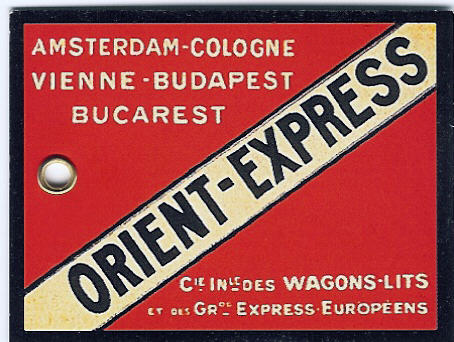 AMSTERDAM-COLOGNE
VIENNE-BUDAPEST
BUCAREST
ORIENT-EXPRESS
CIE INLE DES WAGONS-LITS
ET DES GRDS EXPRESS-EUROPÉENS